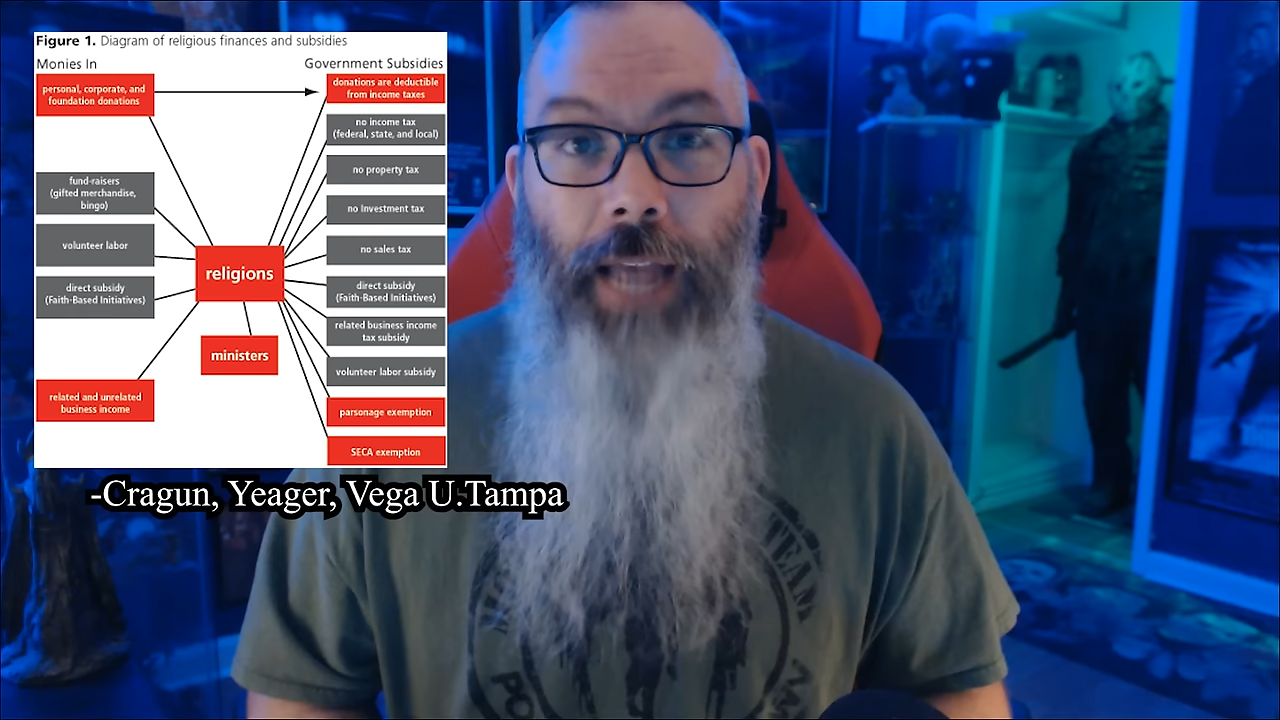 Figure 1. Diagram of religious finances and subsidies
Monies In
Government Subsidies
personal, corporate, and
foundation donations
fund-raisers
(gifted merchandise,
bingo)
volunteer labor
direct subsidy
(Faith-Based Initiatives)
related and unrelated
business income
religions
ministers
donations are deductible
from income taxes
no income tax
(federal, state, and local)
no property tax
no Investment tax
no sales tax
direct subsidy
(Faith-Based Initiatives)
related business income
tax subsidy
volunteer labor subsidy
parsonage exemption
SECA exemption
-Cragun, Yeager, Vega U.Tampa
TEAM